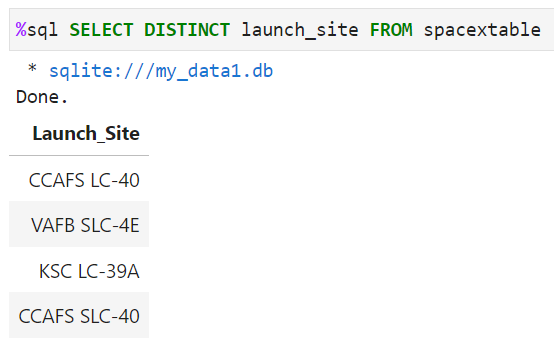 %sql SELECT DISTINCT launch_site FROM spacextable
* sqlite:///my_data1.db
Done.
Launch_Site
CCAFS LC-40
VAFB SLC-4E
KSC LC-39A
CCAFS SLC-40